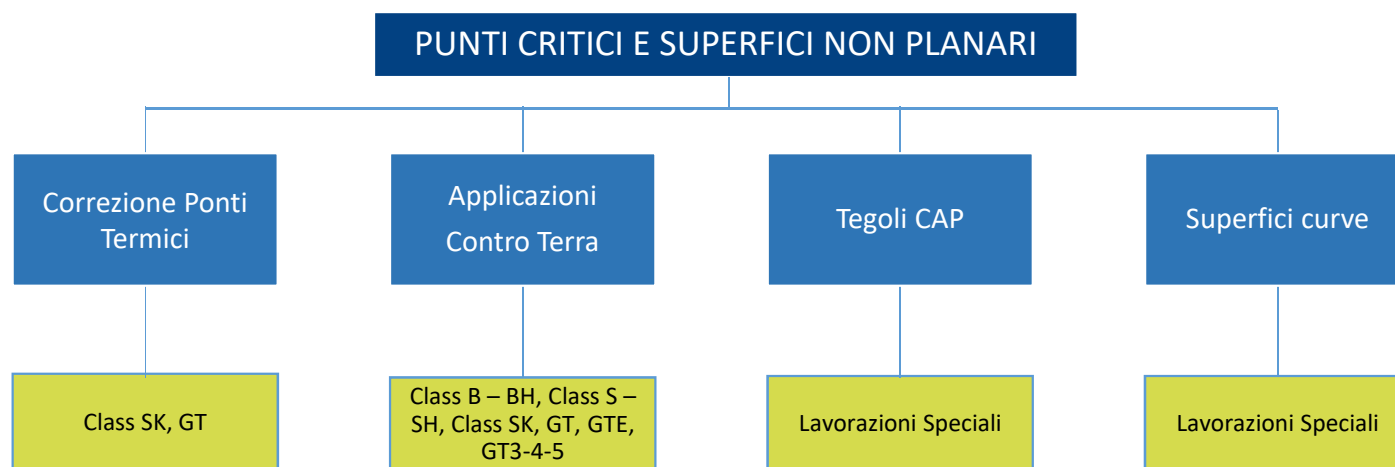 PUNTI CRITICI E SUPERFICI NON PLANARI
Correzione Ponti
Termici
Applicazioni
Contro Terra
Tegoli CAP
Superfici curve
Class SK, GT
Class B – BH, Class S –
SH, Class SK, GT, GTE,
GT3-4-5
Lavorazioni Speciali
Lavorazioni Speciali